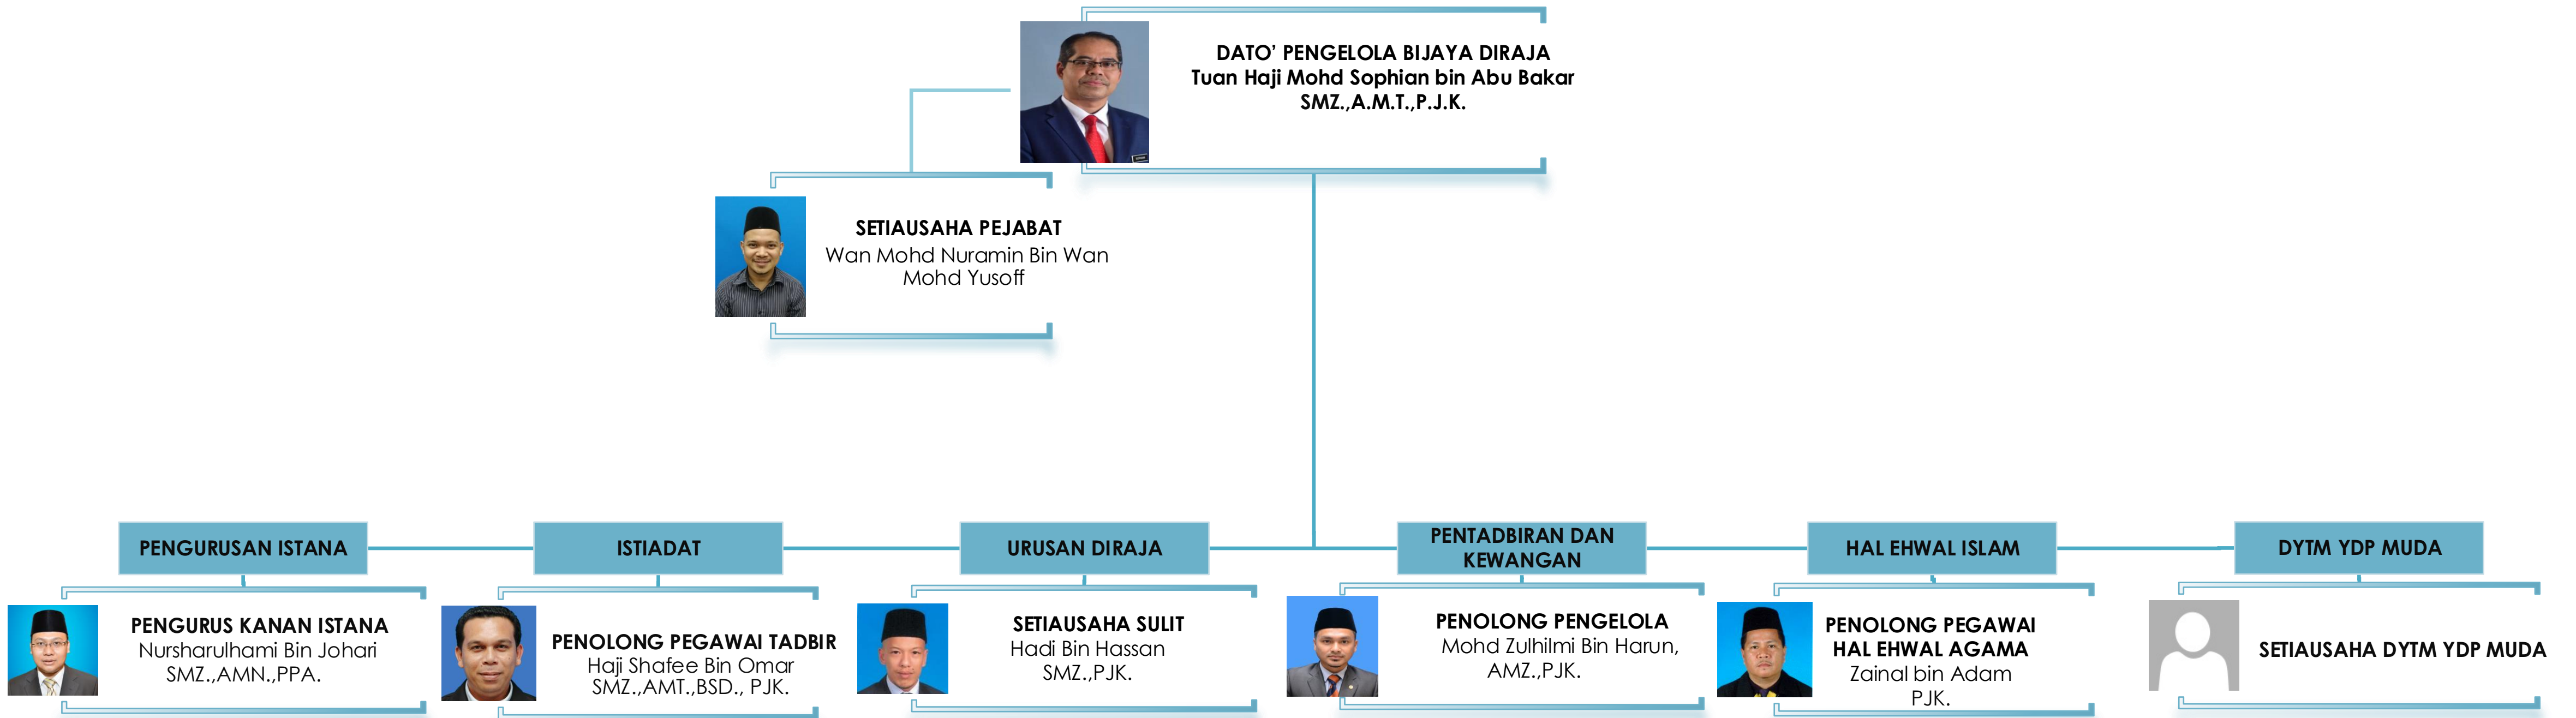 DATO’ PENGELOLA BIJAYA DIRAJA
Tuan Haji Mohd Sophian bin Abu Bakar
SMZ.,A.M.T.,P.J.K.
SETIAUSAHA PEJABAT
Wan Mohd Nuramin Bin Wan
Mohd Yusoff
PENGURUSAN ISTANA
ISTIADAT
URUSAN DIRAJA
PENTADBIRAN DAN
KEWANGAN
HAL EHWAL ISLAM
DYTM YDP MUDA
PENGURUS KANAN ISTANA
Nursharulhami Bin Johari
SMZ.,AMN.,PPA.
PENOLONG PEGAWAI TADBIR
Haji Shafee Bin Omar
SMZ.,AMT.,BSD., PJK.
SETIAUSAHA SULIT
Hadi Bin Hassan
SMZ.,PJK.
PENOLONG PENGELOLA
Mohd Zulhilmi Bin Harun,
AMZ.,PJK.
PENOLONG PEGAWAI
HAL EHWAL AGAMA
Zainal bin Adam
PJK.
SETIAUSAHA DYTM YDP MUDA